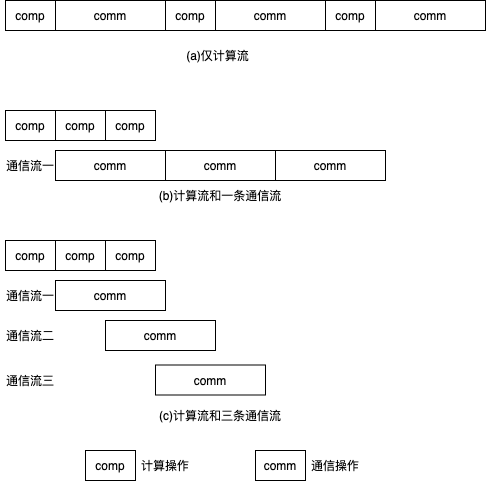 comp comm comp comm comp comm
(a)仅计算流
comp comp comp
通信流一 comm comm comm
(b)计算流和一条通信流
comp comp comp
通信流一 comm
通信流二 comm
通信流三 comm
(c)计算流和三条通信流
comp 计算操作 comm 通信操作